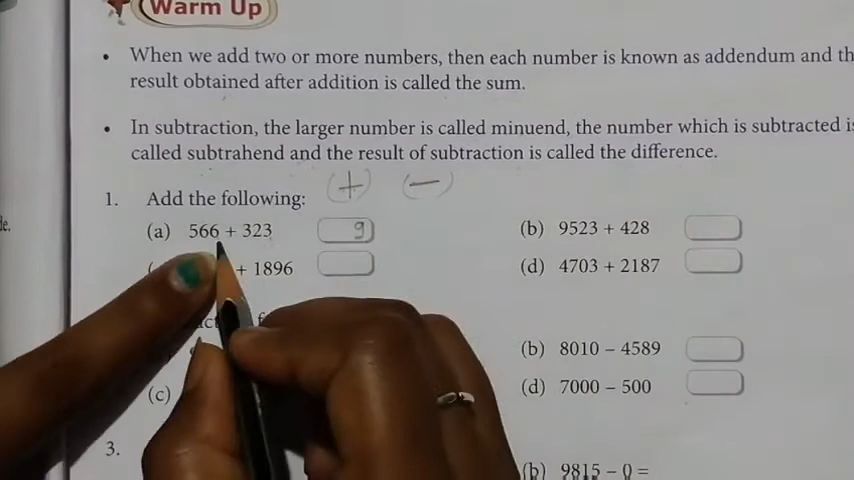 Warm Up
• When we add two or more numbers, then each number is known as addendum and th
result obtained after addition is called the sum.
• In subtraction, the larger number is called minuend, the number which is subtracted is
called subtrahend and the result of subtraction is called the difference.
(+) (−)
1. Add the following:
(a) 566 + 323 9
(b) 9523 + 428
+ 1896
(d) 4703 + 2187
(b) 8010 – 4589
(c)
(d) 7000 – 500
3.
(b) 9815 – 0 =